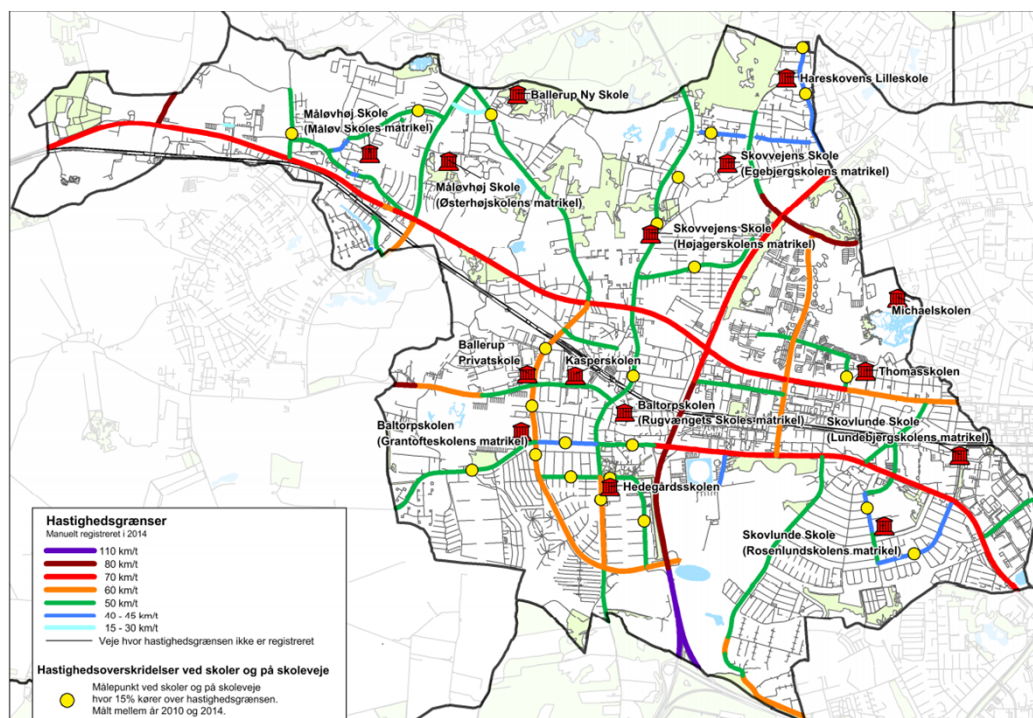 Hareskovens Lilleskole
Ballerup Ny Skole
Måløvhøj Skole
(Måløv Skoles matrikel)
Skovvejens Skole
(Egebjergskolens matrikel)
Måløvhøj Skole
(Østerhøjskolens matrikel)
Skovvejens Skole
(Højagerskolens matrikel)
Michaelskolen
Ballerup
Privatskole
Kasperskolen
Thomasskolen
Baltorpskolen
(Rugvængets Skoles matrikel)
Baltorpskolen
(Grantofteskolens matrikel)
Skovlunde Skole
(Lundebjergskolens matrikel)
Hedegårdsskolen
Skovlunde Skole
(Rosenlundskolens matrikel)
Hastighedsgrænser
Manuelt registreret i 2014
110 km/t
80 km/t
70 km/t
60 km/t
50 km/t
40 - 45 km/t
15 - 30 km/t
Veje hvor hastighedsgrænsen ikke er registreret
Hastighedsoverskridelser ved skoler og på skoleveje
Målepunkt ved skoler og på skoleveje
hvor 15% kører over hastighedsgrænsen.
Målt mellem år 2010 og 2014.